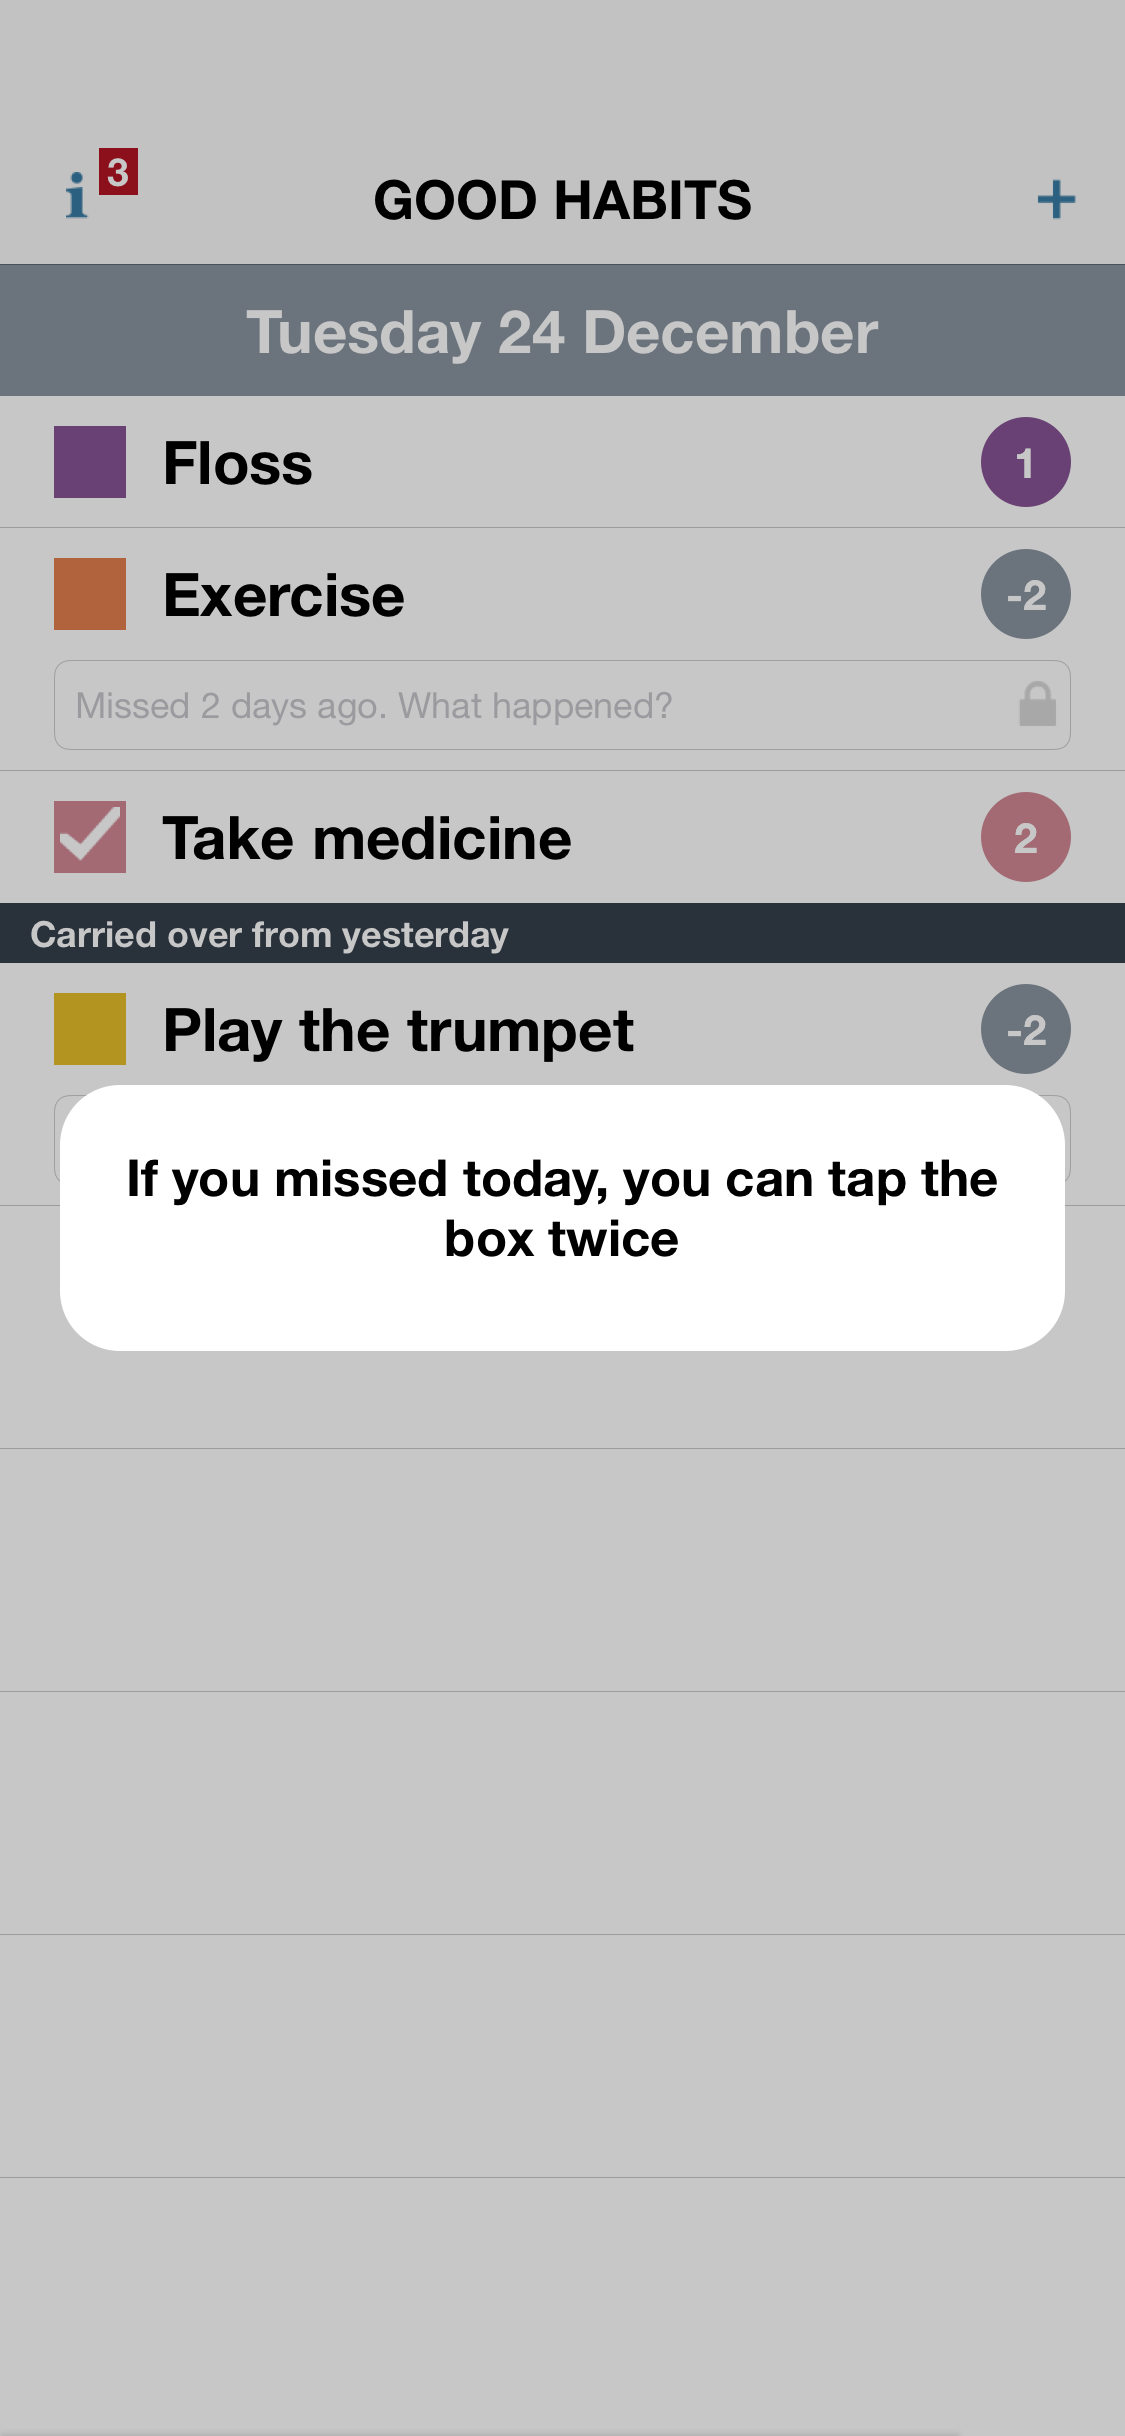 i 3
GOOD HABITS
+
Tuesday 24 December
Floss 1
Exercise -2
Missed 2 days ago. What happened?
Take medicine 2
Carried over from yesterday
Play the trumpet -2
If you missed today, you can tap the
box twice